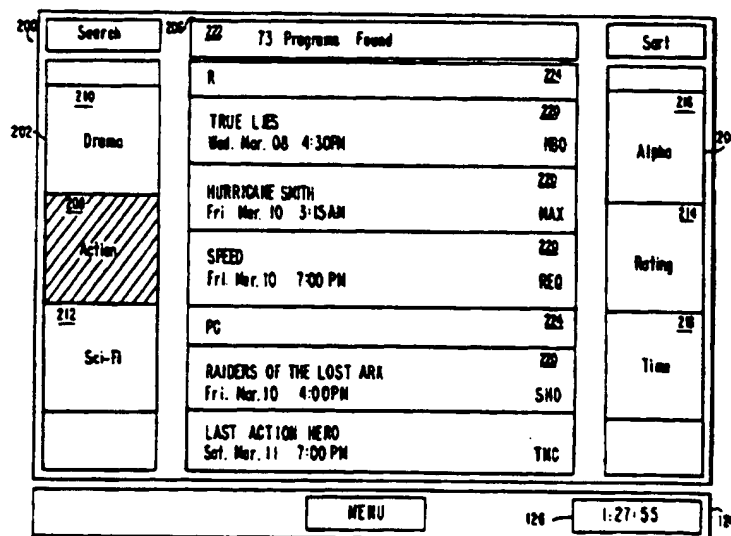 200
Search
206
222 73 Programs Found
Sort
R 224
210
Drama
202
TRUE LIES 220
Wed. Mar. 08 4:30PM
216
Alpha
208
Action
HURRICANE SMITH 220
Fri Mar. 10 3:15AM MAX
214
Rating
SPEED 220
Fri. Mar. 10 7:00 PM REQ
PG 224
212
Sci-Fi
RAIDERS OF THE LOST ARK 220
Fri. Mar. 10 4:00PM SHO
218
Time
LAST ACTION HERO
Sat. Mar. 11 7:00 PM TMC
MENU
126
1:27:55